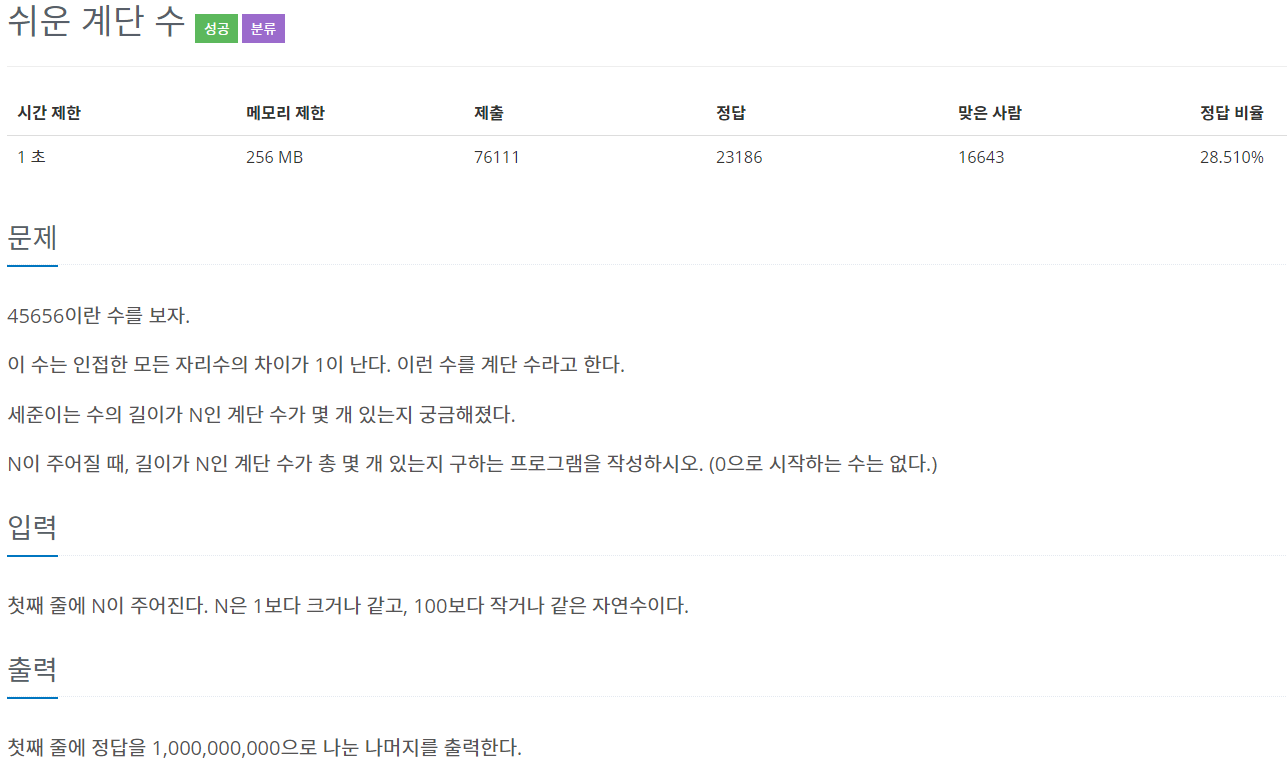 쉬운 계단 수 성공 분류
시간 제한 메모리 제한 제출 정답 맞은 사람 정답 비율
1 초 256 MB 76111 23186 16643 28.510%
문제
45656이란 수를 보자.
이 수는 인접한 모든 자리수의 차이가 1이 난다. 이런 수를 계단 수라고 한다.
세준이는 수의 길이가 N인 계단 수가 몇 개 있는지 궁금해졌다.
N이 주어질 때, 길이가 N인 계단 수가 총 몇 개 있는지 구하는 프로그램을 작성하시오. (0으로 시작하는 수는 없다.)
입력
첫째 줄에 N이 주어진다. N은 1보다 크거나 같고, 100보다 작거나 같은 자연수이다.
출력
첫째 줄에 정답을 1,000,000,000으로 나눈 나머지를 출력한다.